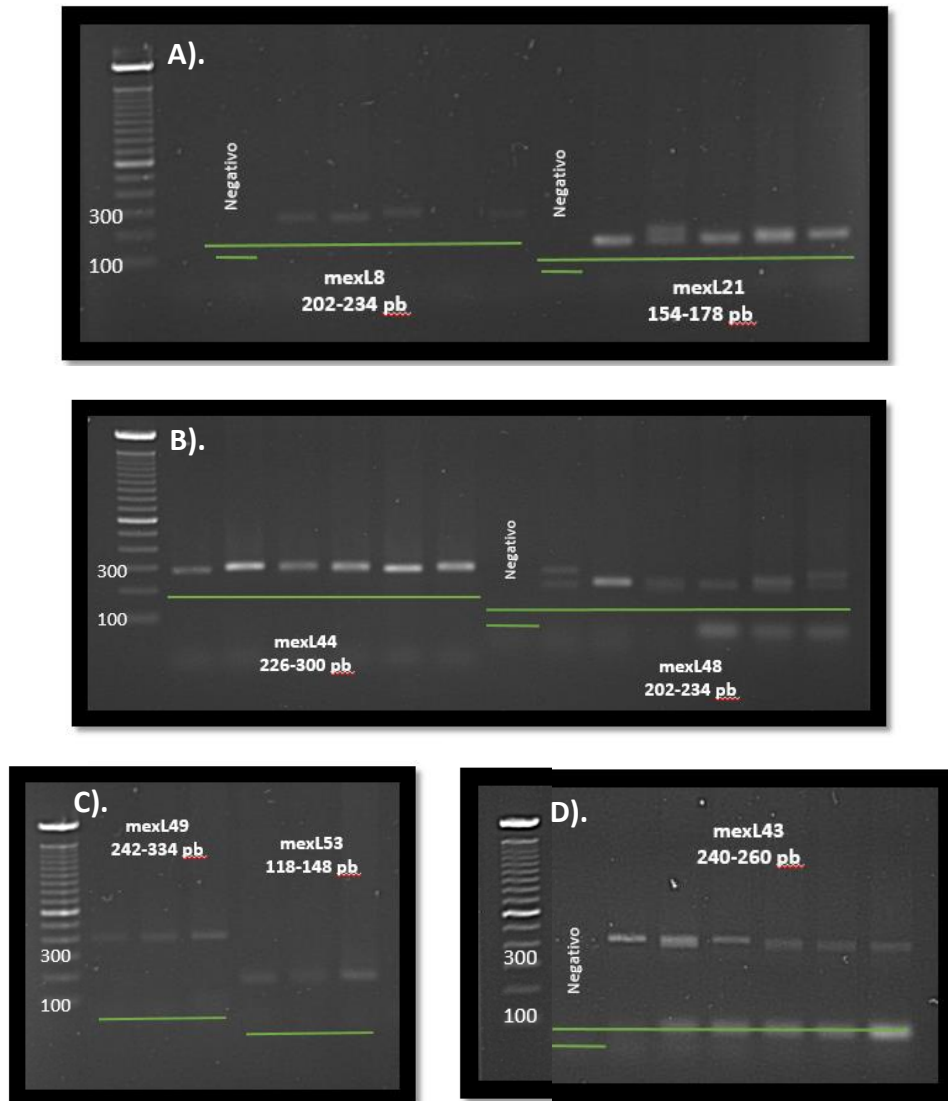 A).
Negativo
Negativo
300
100
mexL8
202-234 pb
mexL21
154-178 pb
B).
Negativo
300
100
mexL44
226-300 pb
mexL48
202-234 pb
C).
mexL49
242-334 pb
mexL53
118-148 pb
300
100
D).
mexL43
240-260 pb
Negativo
300
100